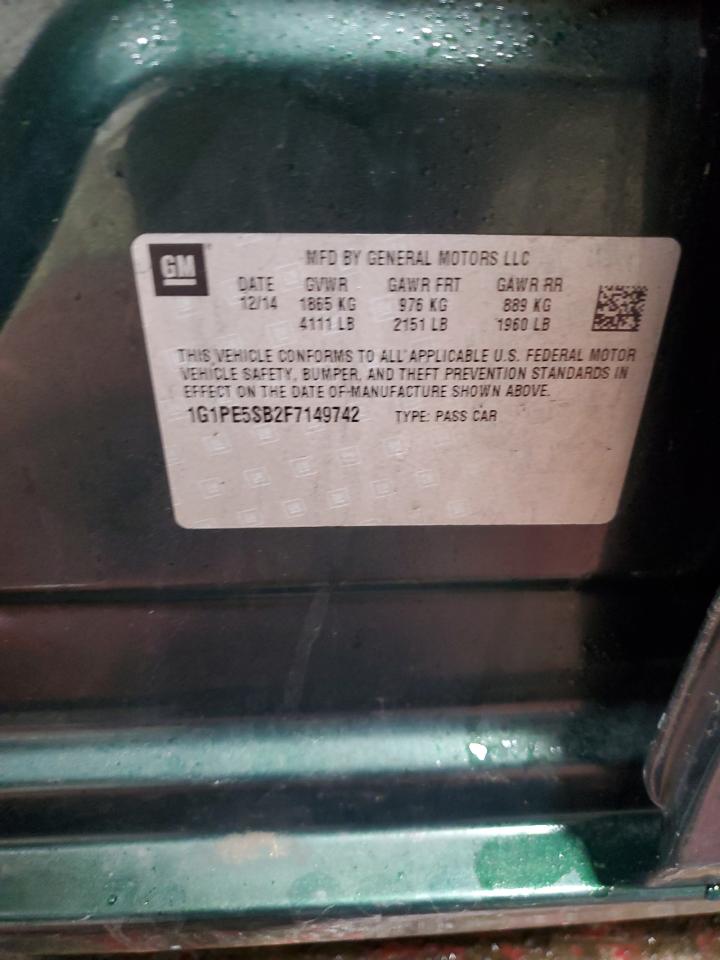 GM
MFD BY GENERAL MOTORS LLC
DATE GVWR GAWR FRT GAWR RR
12/14 1865 KG 976 KG 889 KG
4111 LB 2151 LB 1960 LB
THIS VEHICLE CONFORMS TO ALL APPLICABLE U.S. FEDERAL MOTOR
VEHICLE SAFETY, BUMPER, AND THEFT PREVENTION STANDARDS IN
EFFECT ON THE DATE OF MANUFACTURE SHOWN ABOVE.
1G1PE5SB2F7149742 TYPE: PASS CAR